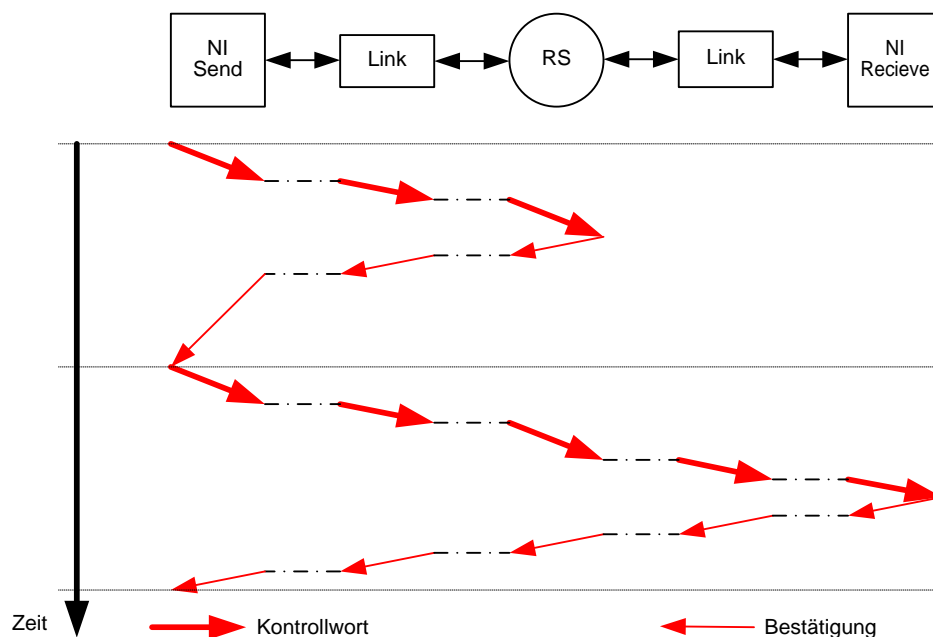 NI
Send
Link
RS
Link
NI
Recieve
Zeit
Kontrollwort
Bestätigung